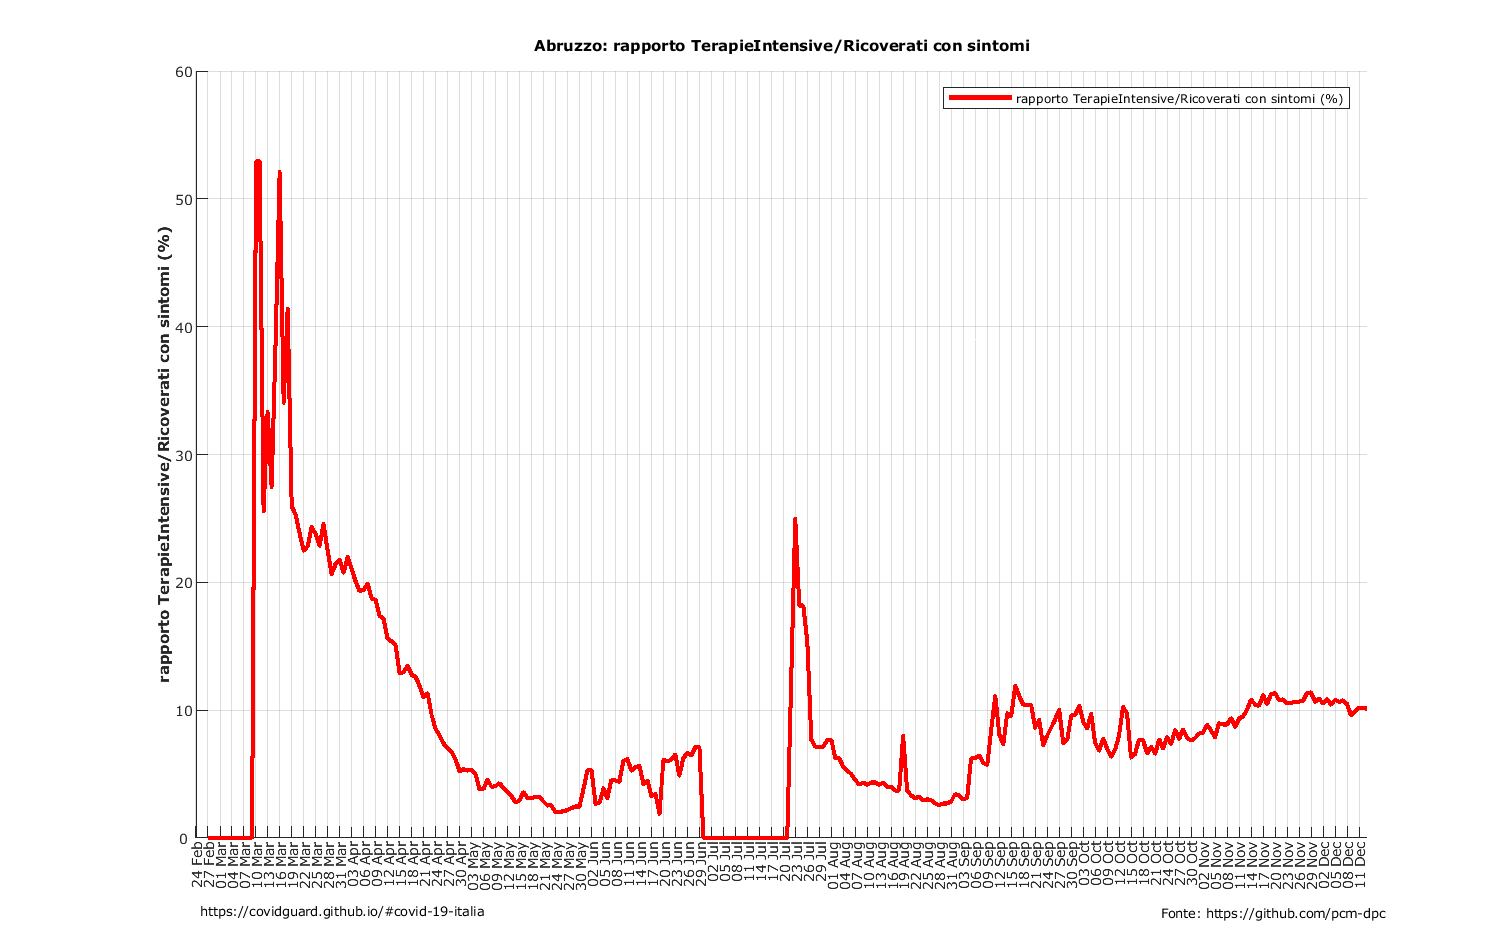 Abruzzo: rapporto TerapieIntensive/Ricoverati con sintomi
rapporto TerapieIntensive/Ricoverati con sintomi (%)
rapporto TerapieIntensive/Ricoverati con sintomi (%)
60
50
40
30
20
10
0
24 Feb
27 Feb
01 Mar
04 Mar
07 Mar
10 Mar
13 Mar
16 Mar
19 Mar
22 Mar
25 Mar
28 Mar
31 Mar
03 Apr
06 Apr
09 Apr
12 Apr
15 Apr
18 Apr
21 Apr
24 Apr
27 Apr
30 Apr
03 May
06 May
09 May
12 May
15 May
18 May
21 May
24 May
27 May
30 May
02 Jun
05 Jun
08 Jun
11 Jun
14 Jun
17 Jun
20 Jun
23 Jun
26 Jun
29 Jun
02 Jul
05 Jul
08 Jul
11 Jul
14 Jul
17 Jul
20 Jul
23 Jul
26 Jul
29 Jul
01 Aug
04 Aug
07 Aug
10 Aug
13 Aug
16 Aug
19 Aug
22 Aug
25 Aug
28 Aug
31 Aug
03 Sep
06 Sep
09 Sep
12 Sep
15 Sep
18 Sep
21 Sep
24 Sep
27 Sep
30 Sep
03 Oct
06 Oct
09 Oct
12 Oct
15 Oct
18 Oct
21 Oct
24 Oct
27 Oct
30 Oct
02 Nov
05 Nov
08 Nov
11 Nov
14 Nov
17 Nov
20 Nov
23 Nov
26 Nov
29 Nov
02 Dec
05 Dec
08 Dec
11 Dec
https://covidguard.github.io/#covid-19-italia
Fonte: https://github.com/pcm-dpc